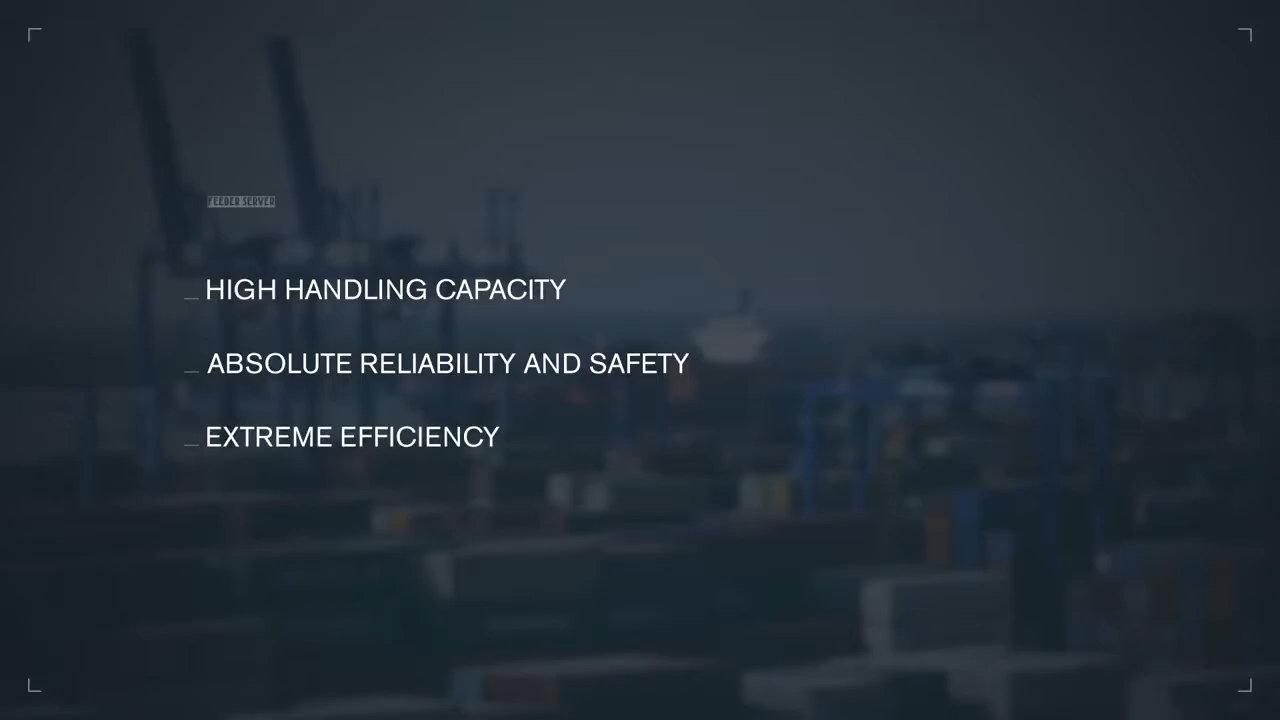 FEEDER SERVER
HIGH HANDLING CAPACITY
ABSOLUTE RELIABILITY AND SAFETY
EXTREME EFFICIENCY